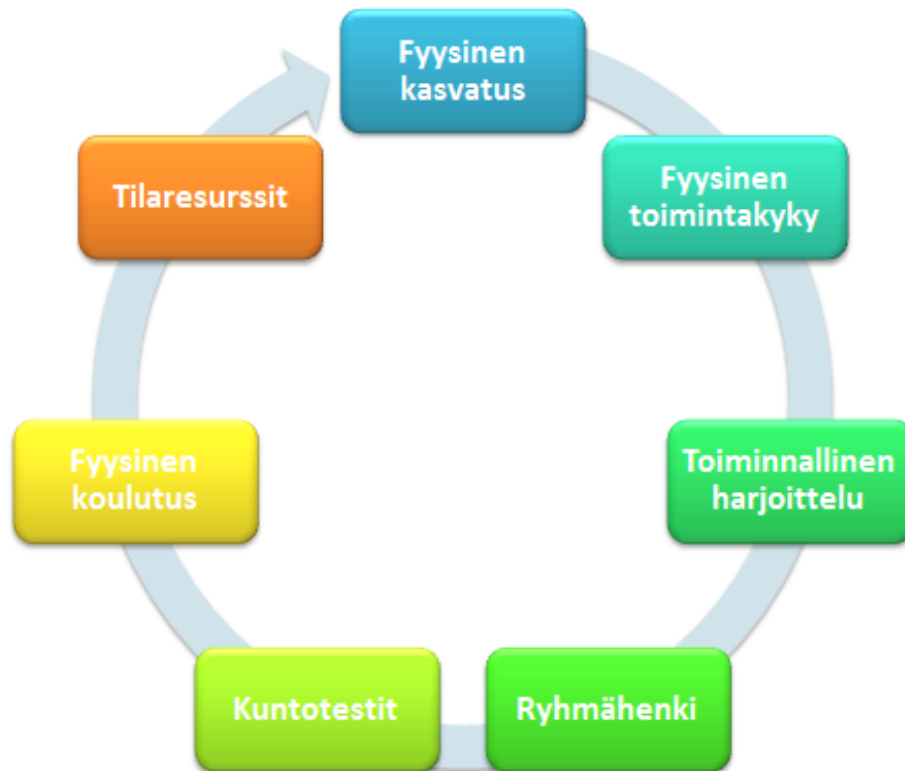 Fyysinen
kasvatus
Fyysinen
toimintakyky
Toiminnallinen
harjoittelu
Ryhmähenki
Kuntotestit
Fyysinen
koulutus
Tilaresurssit